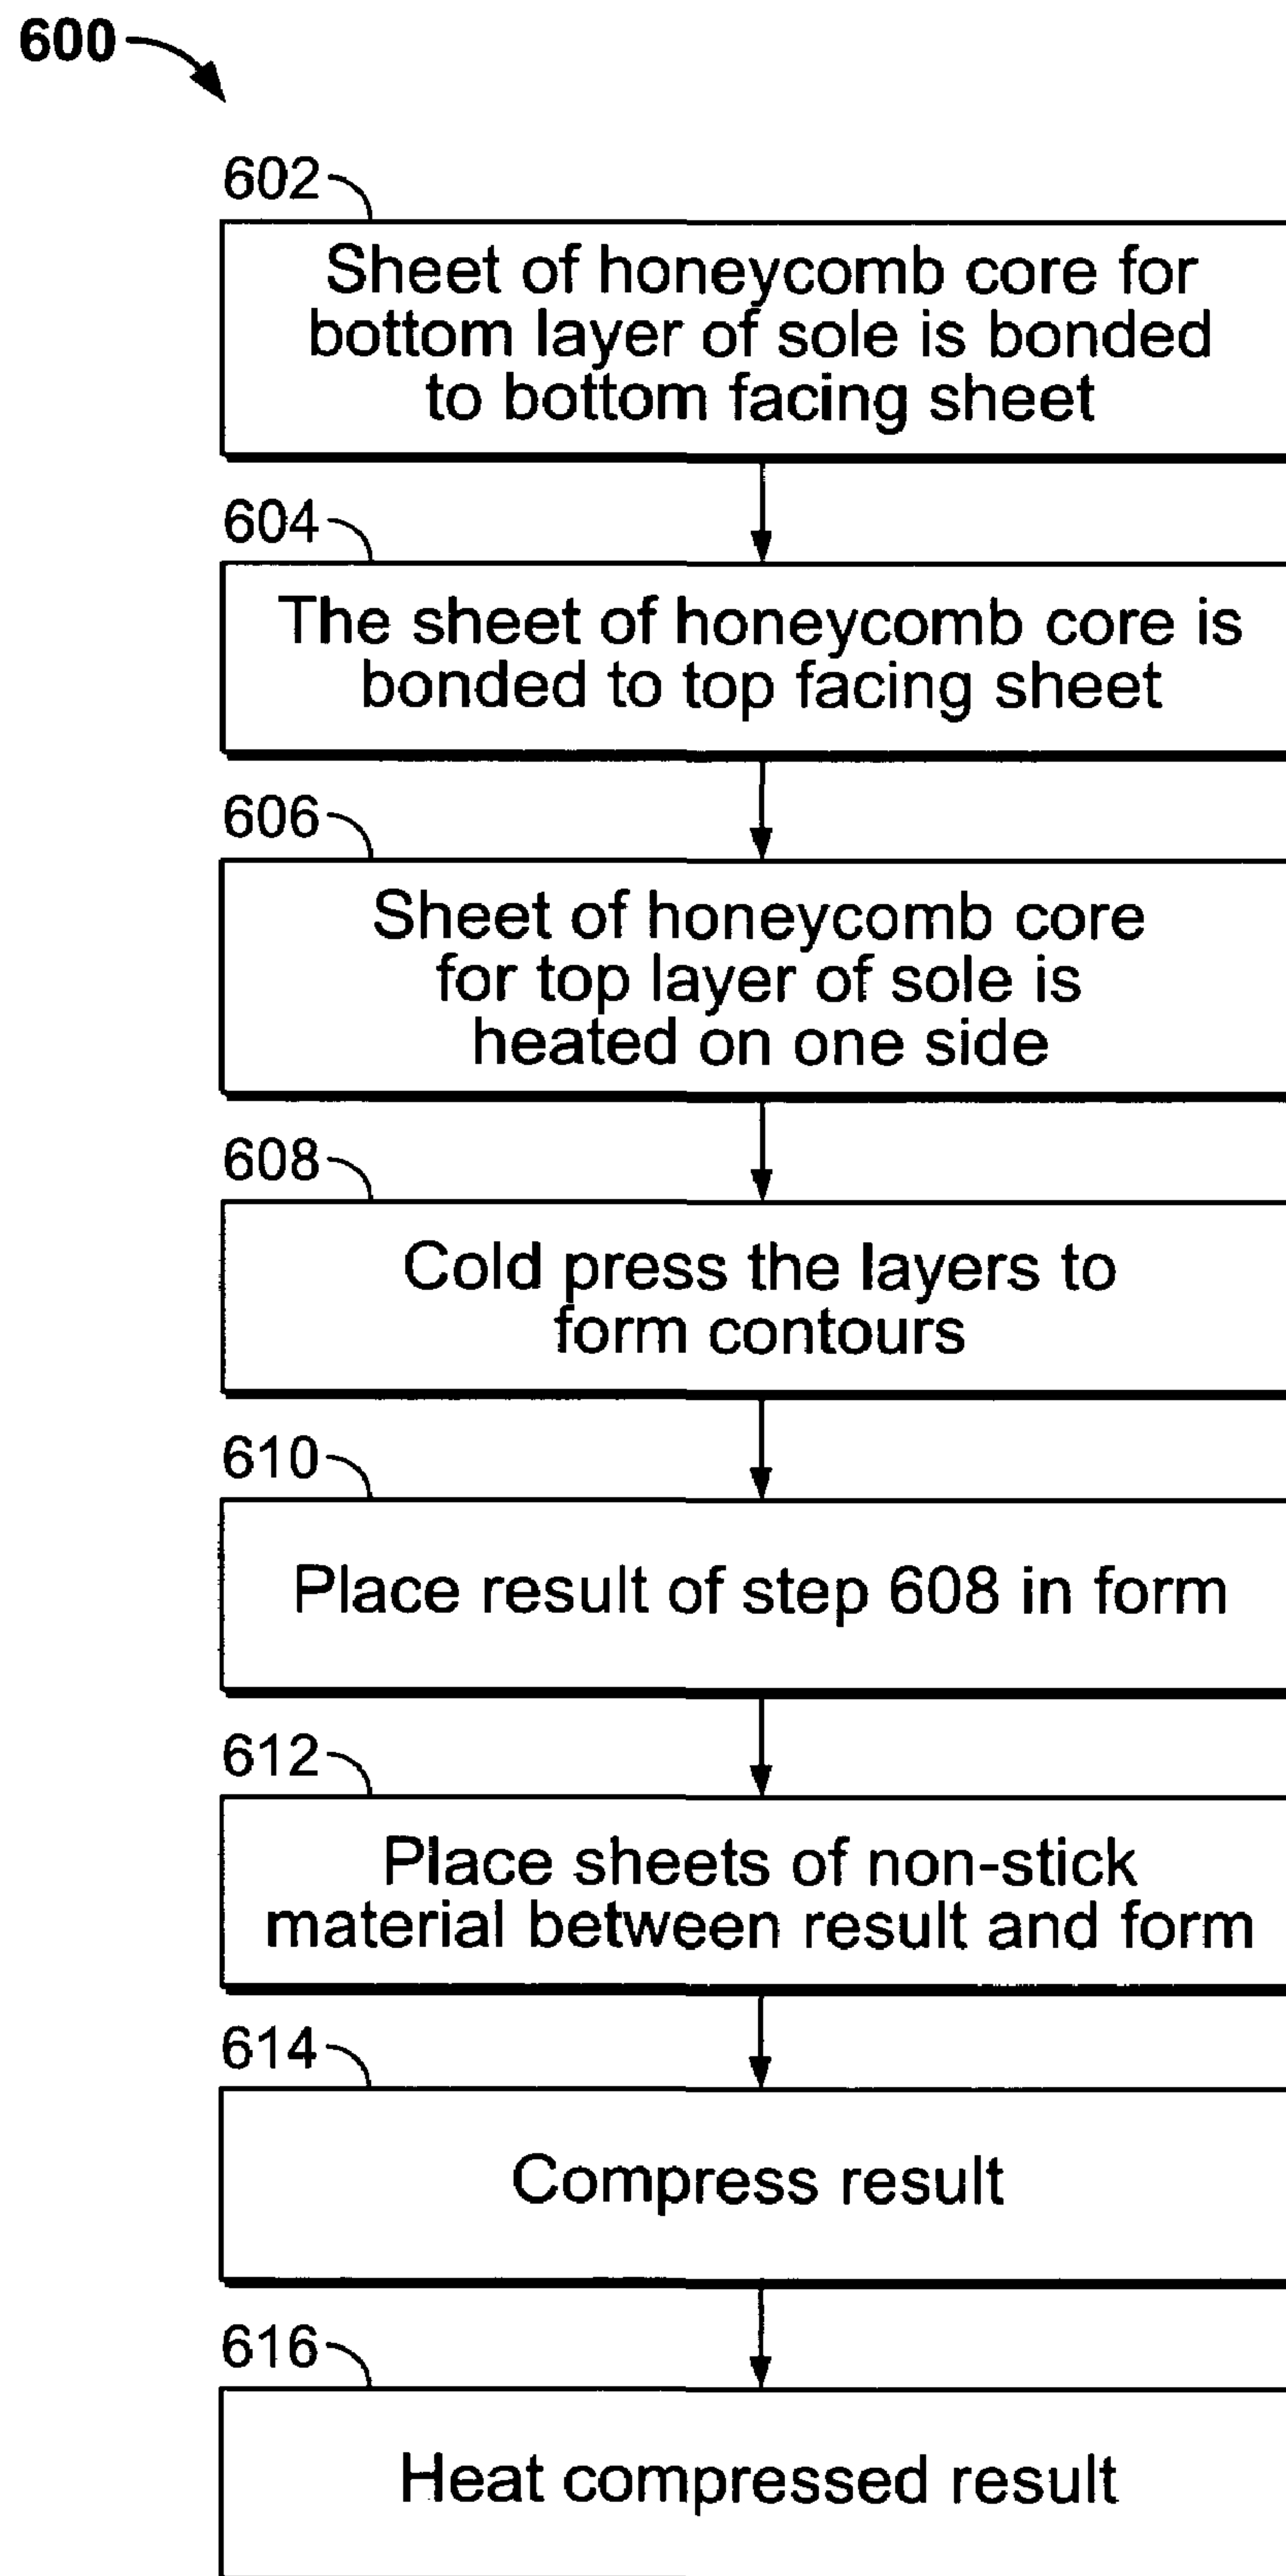 600
602
Sheet of honeycomb core for
bottom layer of sole is bonded
to bottom facing sheet
604
The sheet of honeycomb core is
bonded to top facing sheet
606
Sheet of honeycomb core
for top layer of sole is
heated on one side
608
Cold press the layers to
form contours
610
Place result of step 608 in form
612
Place sheets of non-stick
material between result and form
614
Compress result
616
Heat compressed result